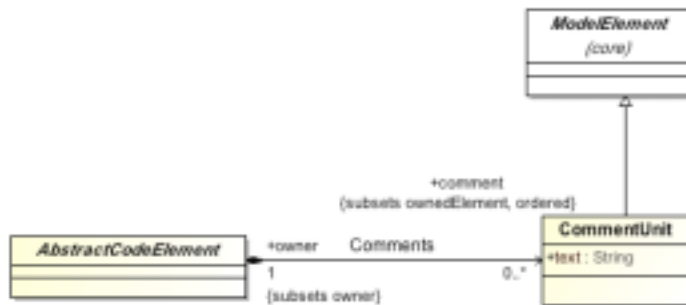 ModelElement
(core)
+comment
{subsets ownedElement, ordered}
CommentUnit
+text : String
AbstractCodeElement
+owner
Comments
1
0..*
{subsets owner}